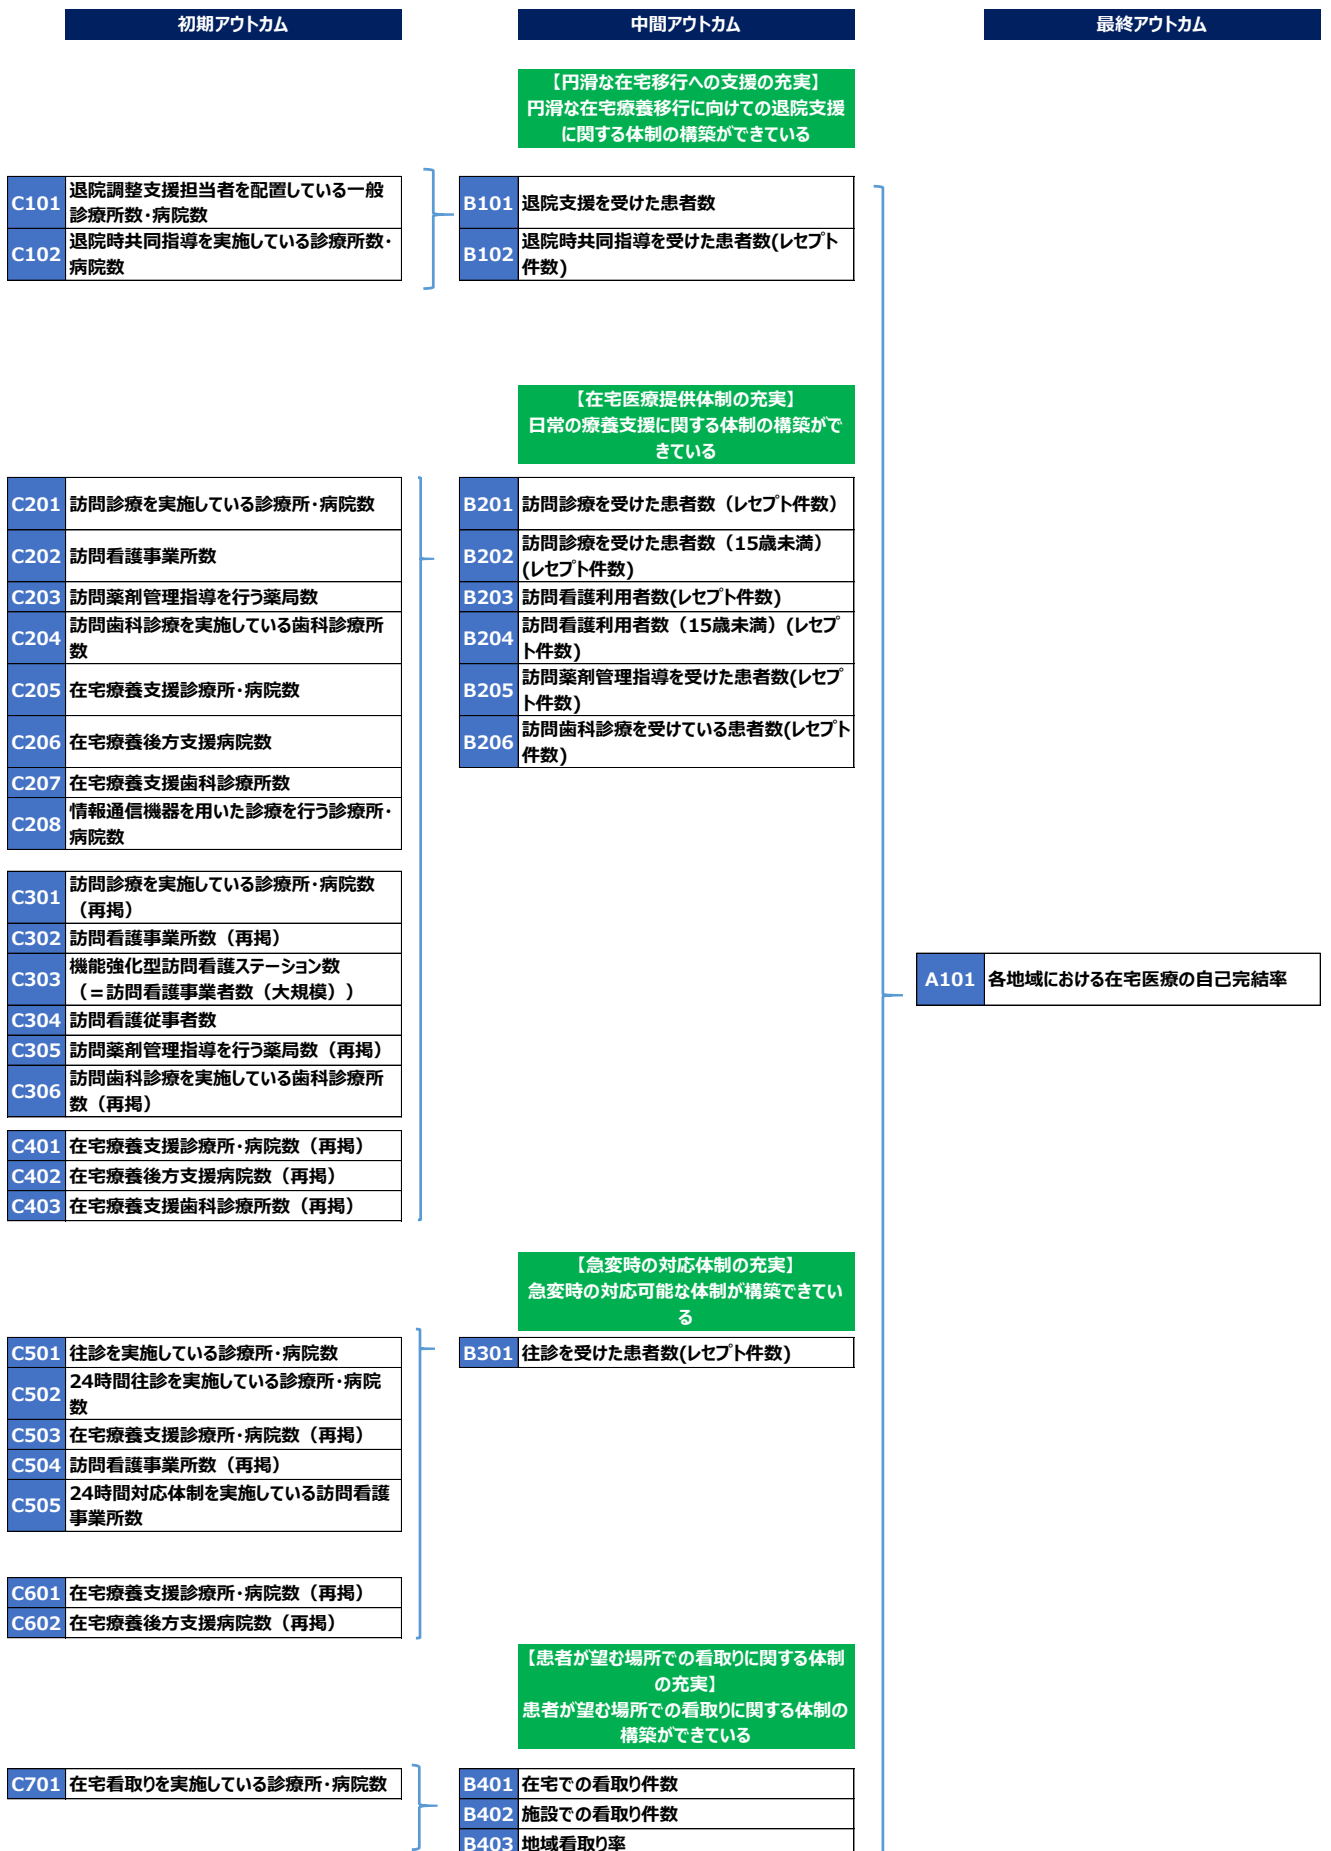 初期アウトカム
中間アウトカム
最終アウトカム
【円滑な在宅移行への支援の充実】
円滑な在宅療養移行に向けての退院支援
に関する体制の構築ができている
C101
退院調整支援担当者を配置している一般
診療所数・病院数
C102
退院時共同指導を実施している診療所数・
病院数
B101
退院支援を受けた患者数
B102
退院時共同指導を受けた患者数(レセプト
件数)
【在宅医療提供体制の充実】
日常の療養支援に関する体制の構築がで
きている
C201
訪問診療を実施している診療所・病院数
C202
訪問看護事業所数
C203
訪問薬剤管理指導を行う薬局数
C204
訪問歯科診療を実施している歯科診療所
数
C205
在宅療養支援診療所・病院数
C206
在宅療養後方支援病院数
C207
在宅療養支援歯科診療所数
C208
情報通信機器を用いた診療を行う診療所・
病院数
B201
訪問診療を受けた患者数（レセプト件数）
B202
訪問診療を受けた患者数（15歳未満）
(レセプト件数)
B203
訪問看護利用者数(レセプト件数)
B204
訪問看護利用者数（15歳未満）(レセプ
ト件数)
B205
訪問薬剤管理指導を受けた患者数(レセプ
ト件数)
B206
訪問歯科診療を受けている患者数(レセプト
件数)
C301
訪問診療を実施している診療所・病院数
（再掲）
C302
訪問看護事業所数（再掲）
C303
機能強化型訪問看護ステーション数
（＝訪問看護事業者数（大規模））
C304
訪問看護従事者数
C305
訪問薬剤管理指導を行う薬局数（再掲）
C306
訪問歯科診療を実施している歯科診療所
数（再掲）
A101
各地域における在宅医療の自己完結率
C401
在宅療養支援診療所・病院数（再掲）
C402
在宅療養後方支援病院数（再掲）
C403
在宅療養支援歯科診療所数（再掲）
【急変時の対応体制の充実】
急変時の対応可能な体制が構築できてい
る
C501
往診を実施している診療所・病院数
C502
24時間往診を実施している診療所・病院
数
C503
在宅療養支援診療所・病院数（再掲）
C504
訪問看護事業所数（再掲）
C505
24時間対応体制を実施している訪問看護
事業所数
B301
往診を受けた患者数(レセプト件数)
C601
在宅療養支援診療所・病院数（再掲）
C602
在宅療養後方支援病院数（再掲）
【患者が望む場所での看取りに関する体制
の充実】
患者が望む場所での看取りに関する体制の
構築ができている
C701
在宅看取りを実施している診療所・病院数
B401
在宅での看取り件数
B402
施設での看取り件数
B403
地域看取り率